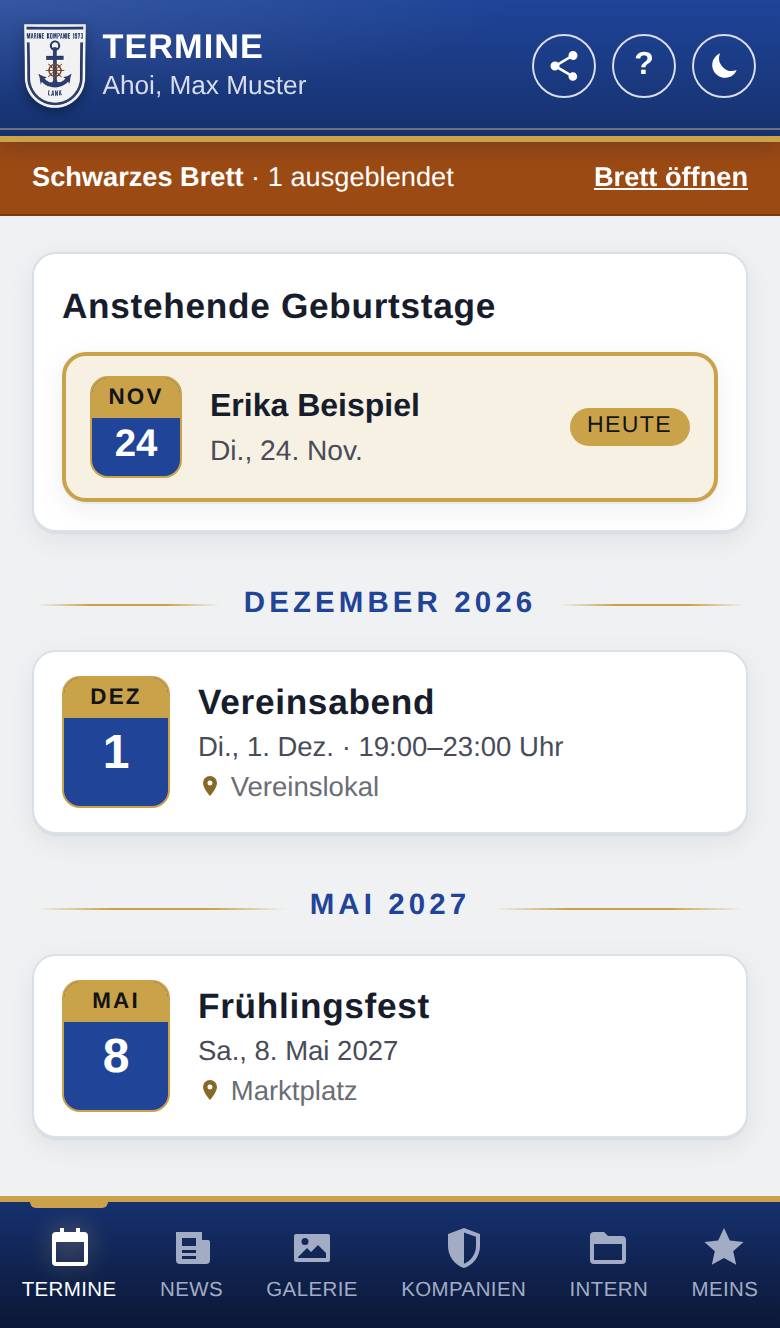 MARINE KOMPANIE 1973
LANK
TERMINE
Ahoi, Max Muster
?
Schwarzes Brett · 1 ausgeblendet
Brett öffnen
Anstehende Geburtstage
NOV
24
Erika Beispiel
Di., 24. Nov.
HEUTE
DEZEMBER 2026
DEZ
1
Vereinsabend
Di., 1. Dez. · 19:00–23:00 Uhr
Vereinslokal
MAI 2027
MAI
8
Frühlingsfest
Sa., 8. Mai 2027
Marktplatz
TERMINE
NEWS
GALERIE
KOMPANIEN
INTERN
MEINS